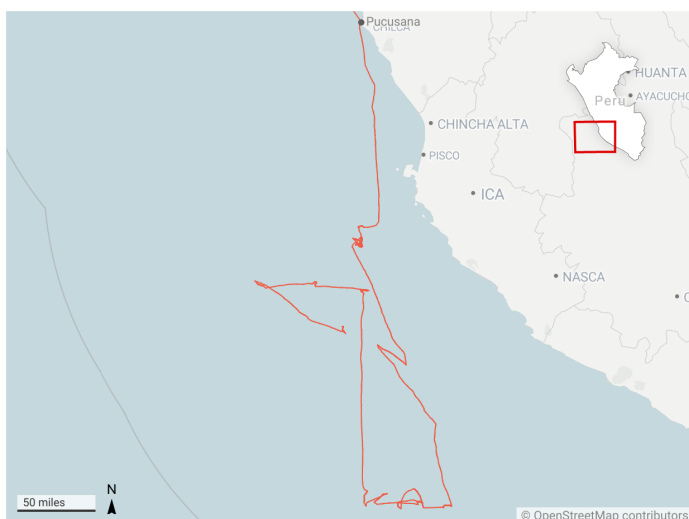 Pucusana
CHILCA
HUANTA
AYACUCHO
Peru
CHINCHA ALTA
PISCO
ICA
NASCA
C
50 miles
N
© OpenStreetMap contributors